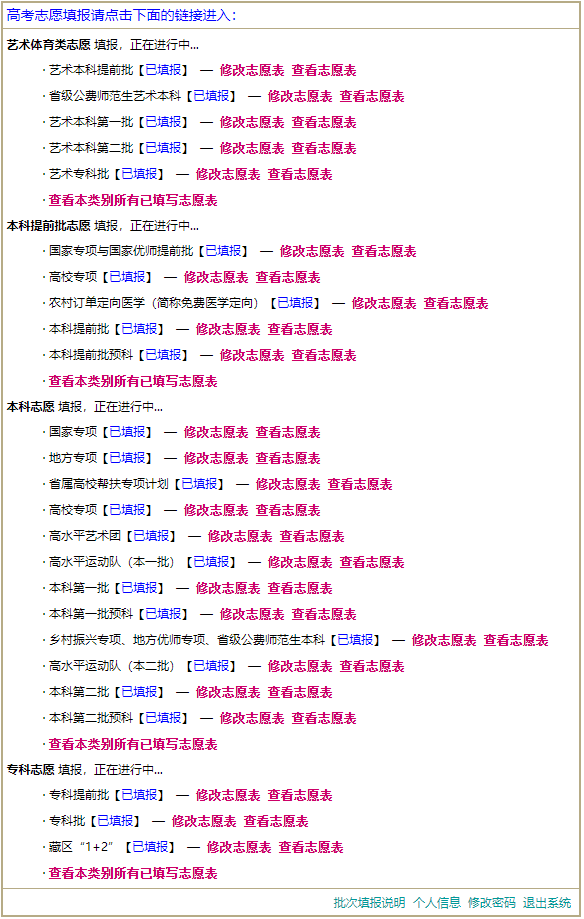 高考志愿填报请点击下面的链接进入：
艺术体育类志愿 填报，正在进行中...
· 艺术本科提前批【已填报】 — 修改志愿表 查看志愿表
· 省级公费师范生艺术本科【已填报】 — 修改志愿表 查看志愿表
· 艺术本科第一批【已填报】 — 修改志愿表 查看志愿表
· 艺术本科第二批【已填报】 — 修改志愿表 查看志愿表
· 艺术专科批【已填报】 — 修改志愿表 查看志愿表
· 查看本类别所有已填写志愿表
本科提前批志愿 填报，正在进行中...
· 国家专项与国家优师提前批【已填报】 — 修改志愿表 查看志愿表
· 高校专项【已填报】 — 修改志愿表 查看志愿表
· 农村订单定向医学（简称免费医学定向）【已填报】 — 修改志愿表 查看志愿表
· 本科提前批【已填报】 — 修改志愿表 查看志愿表
· 本科提前批预科【已填报】 — 修改志愿表 查看志愿表
· 查看本类别所有已填写志愿表
本科志愿 填报，正在进行中...
· 国家专项【已填报】 — 修改志愿表 查看志愿表
· 地方专项【已填报】 — 修改志愿表 查看志愿表
· 省属高校帮扶专项计划【已填报】 — 修改志愿表 查看志愿表
· 高校专项【已填报】 — 修改志愿表 查看志愿表
· 高水平艺术团【已填报】 — 修改志愿表 查看志愿表
· 高水平运动队（本一批）【已填报】 — 修改志愿表 查看志愿表
· 本科第一批【已填报】 — 修改志愿表 查看志愿表
· 本科第一批预科【已填报】 — 修改志愿表 查看志愿表
· 乡村振兴专项、地方优师专项、省级公费师范生本科【已填报】 — 修改志愿表 查看志愿表
· 高水平运动队（本二批）【已填报】 — 修改志愿表 查看志愿表
· 本科第二批【已填报】 — 修改志愿表 查看志愿表
· 本科第二批预科【已填报】 — 修改志愿表 查看志愿表
· 查看本类别所有已填写志愿表
专科志愿 填报，正在进行中...
· 专科提前批【已填报】 — 修改志愿表 查看志愿表
· 专科批【已填报】 — 修改志愿表 查看志愿表
· 藏区“1+2”【已填报】 — 修改志愿表 查看志愿表
· 查看本类别所有已填写志愿表
批次填报说明 个人信息 修改密码 退出系统